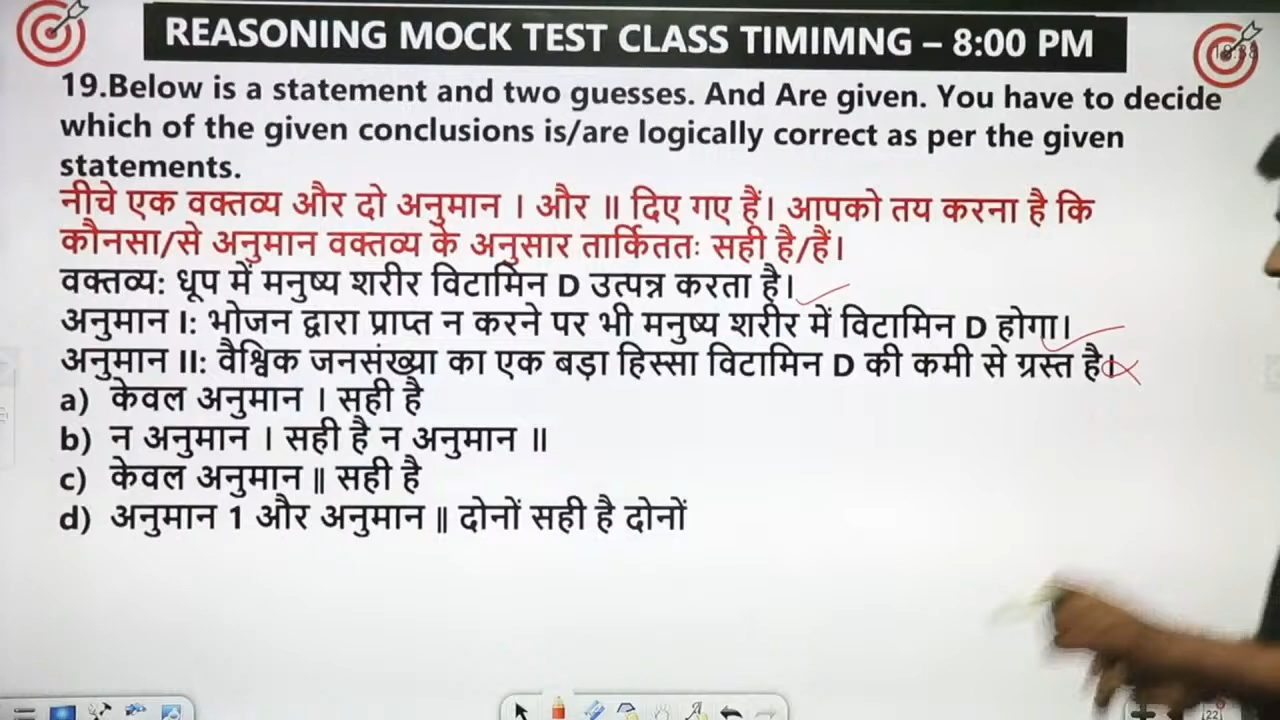 REASONING MOCK TEST CLASS TIMIMNG – 8:00 PM
19.Below is a statement and two guesses. And Are given. You have to decide
which of the given conclusions is/are logically correct as per the given
statements.
नीचे एक वक्तव्य और दो अनुमान । और ॥ दिए गए हैं। आपको तय करना है कि
कौनसा/से अनुमान वक्तव्य के अनुसार तार्किततः सही है/हैं।
वक्तव्य: धूप में मनुष्य शरीर विटामिन D उत्पन्न करता है।
अनुमान I: भोजन द्वारा प्राप्त न करने पर भी मनुष्य शरीर में विटामिन D होगा।
अनुमान II: वैश्विक जनसंख्या का एक बड़ा हिस्सा विटामिन D की कमी से ग्रस्त है।
a) केवल अनुमान । सही है
b) न अनुमान । सही है न अनुमान ॥
c) केवल अनुमान॥ सही है
d) अनुमान 1 और अनुमान ॥ दोनों सही है दोनों
22